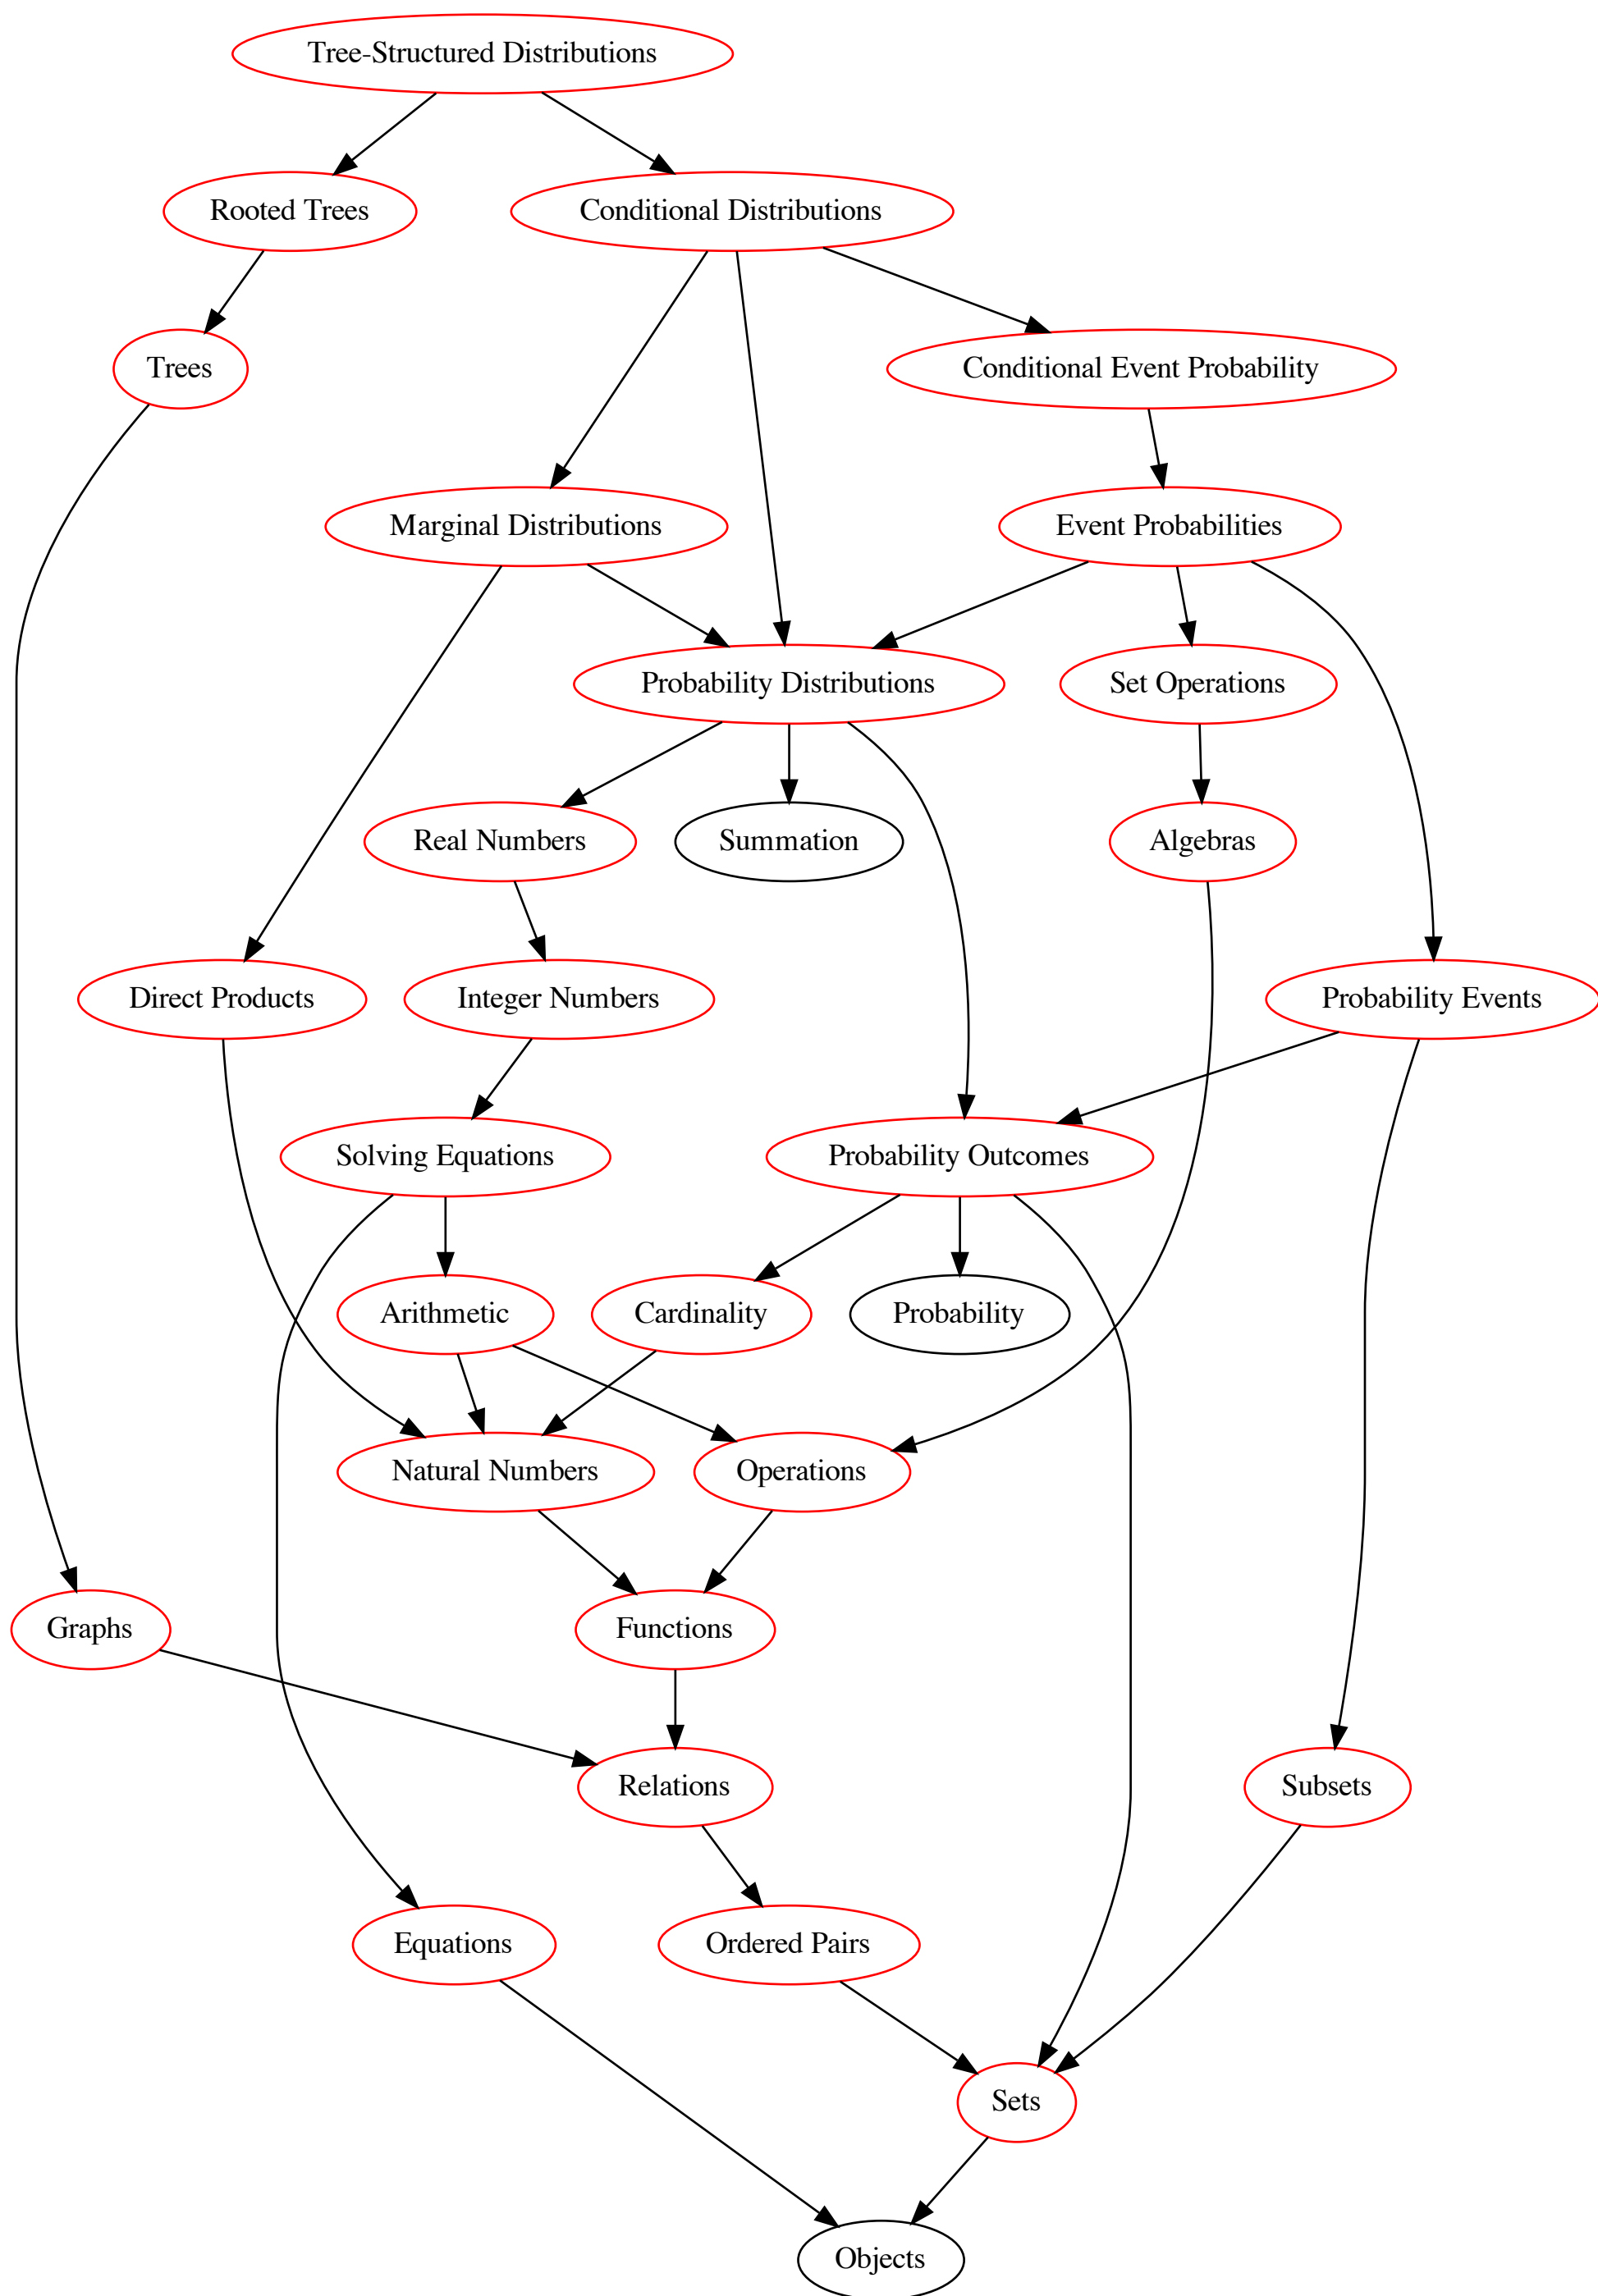 Tree-Structured Distributions
Rooted Trees
Conditional Distributions
Trees
Conditional Event Probability
Marginal Distributions
Event Probabilities
Probability Distributions
Set Operations
Real Numbers
Summation
Algebras
Direct Products
Integer Numbers
Probability Events
Solving Equations
Probability Outcomes
Arithmetic
Cardinality
Probability
Natural Numbers
Operations
Graphs
Functions
Relations
Subsets
Equations
Ordered Pairs
Sets
Objects